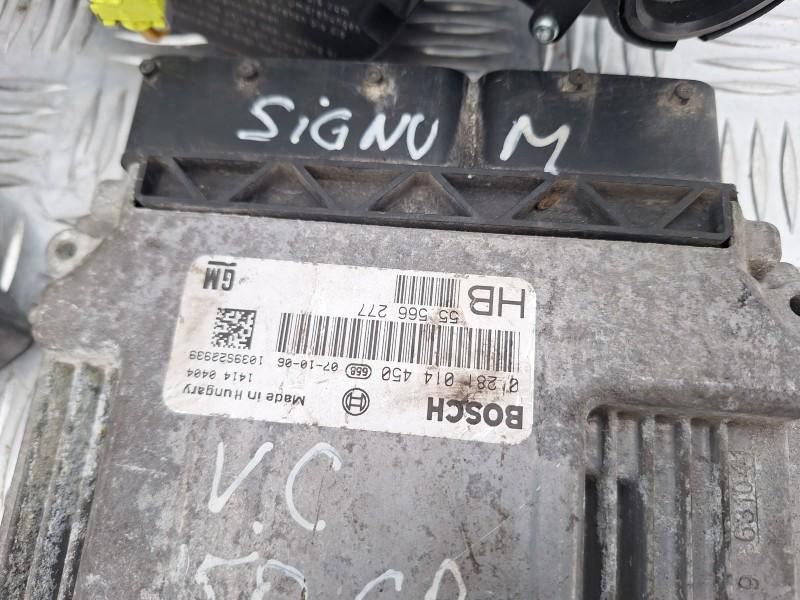 SIGNU M
GM
HB
55 566 277
0 281 014 450 668 07-10-06 1039S22939
1414 0404
BOSCH Made in Hungary
V.C